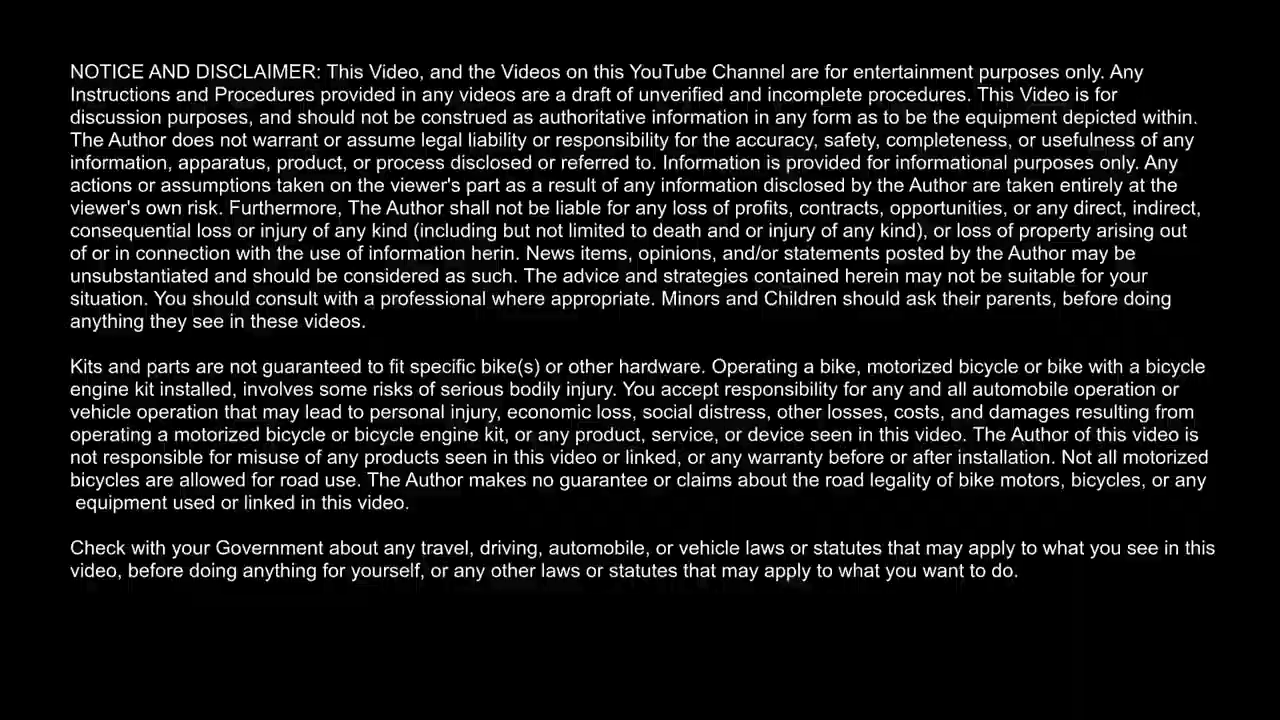 NOTICE AND DISCLAIMER: This Video, and the Videos on this YouTube Channel are for entertainment purposes only. Any
Instructions and Procedures provided in any videos are a draft of unverified and incomplete procedures. This Video is for
discussion purposes, and should not be construed as authoritative information in any form as to be the equipment depicted within.
The Author does not warrant or assume legal liability or responsibility for the accuracy, safety, completeness, or usefulness of any
information, apparatus, product, or process disclosed or referred to. Information is provided for informational purposes only. Any
actions or assumptions taken on the viewer's part as a result of any information disclosed by the Author are taken entirely at the
viewer's own risk. Furthermore, The Author shall not be liable for any loss of profits, contracts, opportunities, or any direct, indirect,
consequential loss or injury of any kind (including but not limited to death and or injury of any kind), or loss of property arising out
of or in connection with the use of information herin. News items, opinions, and/or statements posted by the Author may be
unsubstantiated and should be considered as such. The advice and strategies contained herein may not be suitable for your
situation. You should consult with a professional where appropriate. Minors and Children should ask their parents, before doing
anything they see in these videos.
Kits and parts are not guaranteed to fit specific bike(s) or other hardware. Operating a bike, motorized bicycle or bike with a bicycle
engine kit installed, involves some risks of serious bodily injury. You accept responsibility for any and all automobile operation or
vehicle operation that may lead to personal injury, economic loss, social distress, other losses, costs, and damages resulting from
operating a motorized bicycle or bicycle engine kit, or any product, service, or device seen in this video. The Author of this video is
not responsible for misuse of any products seen in this video or linked, or any warranty before or after installation. Not all motorized
bicycles are allowed for road use. The Author makes no guarantee or claims about the road legality of bike motors, bicycles, or any
equipment used or linked in this video.
Check with your Government about any travel, driving, automobile, or vehicle laws or statutes that may apply to what you see in this
video, before doing anything for yourself, or any other laws or statutes that may apply to what you want to do.